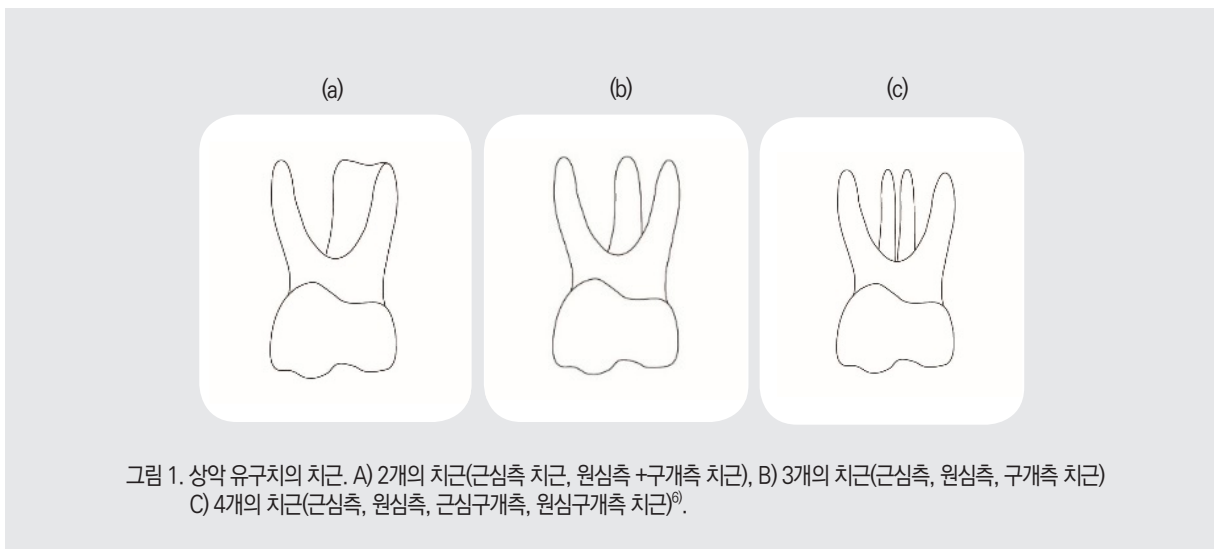 (a)
(b)
(c)
그림 1. 상악 유구치의 치근. A) 2개의 치근(근심측 치근, 원심측 +구개측 치근), B) 3개의 치근(근심측, 원심측, 구개측 치근)
C) 4개의 치근(근심측, 원심측, 근심구개측, 원심구개측 치근)⁶⁾.